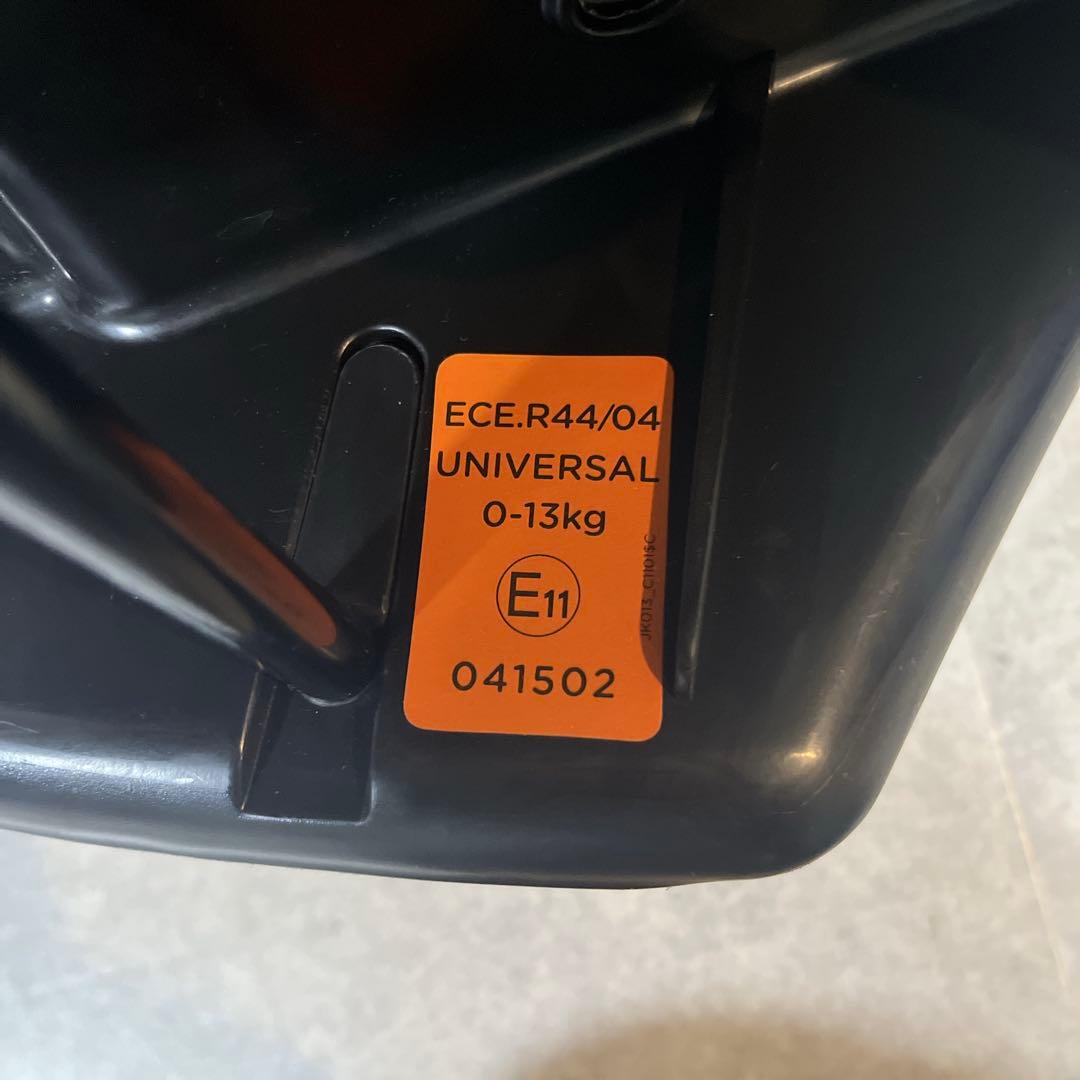 ECE.R44/04
UNIVERSAL
0-13kg
E11
041502